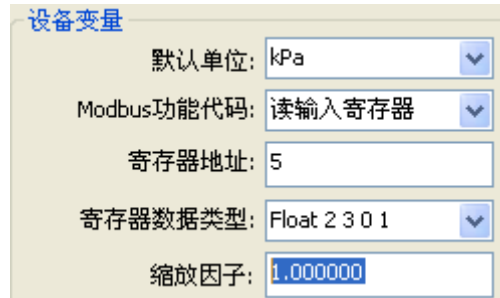 设备变量
默认单位: kPa
Modbus功能代码: 读输入寄存器
寄存器地址: 5
寄存器数据类型: Float 2 3 0 1
缩放因子: 1.000000